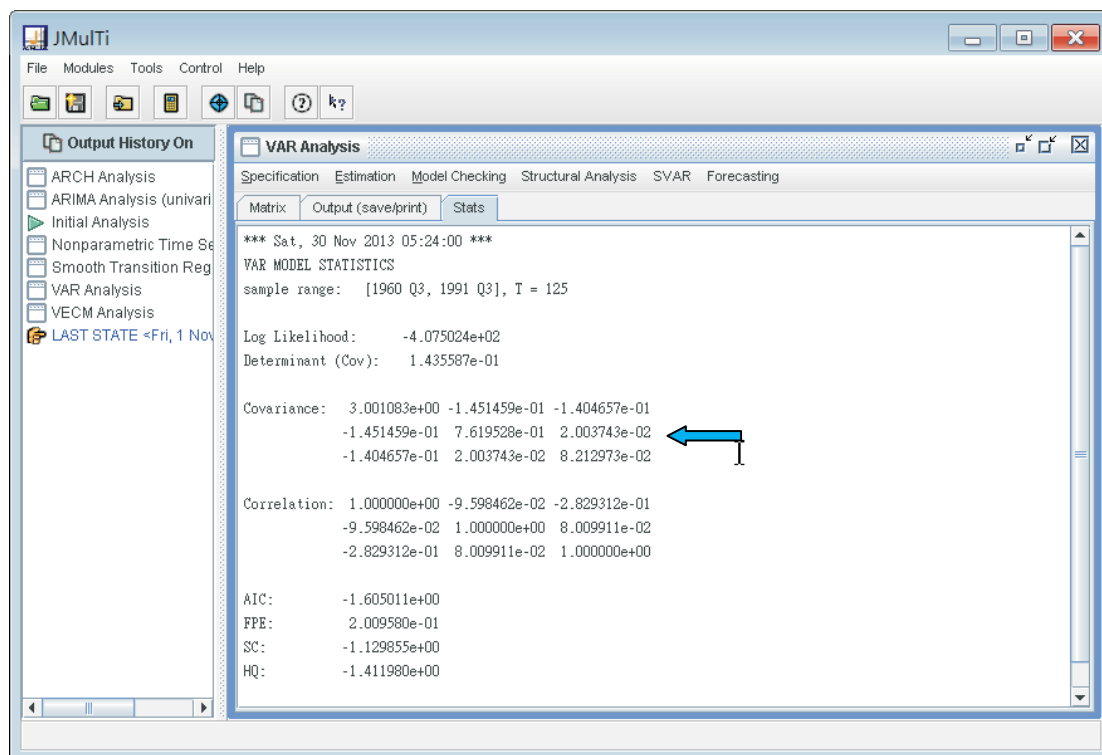 JMulTi
File Modules Tools Control Help
Output History On
ARCH Analysis
ARIMA Analysis (univari
Initial Analysis
Nonparametric Time Se
Smooth Transition Reg
VAR Analysis
VECM Analysis
LAST STATE <Fri, 1 Nov
VAR Analysis
Specification Estimation Model Checking Structural Analysis SVAR Forecasting
Matrix Output (save/print) Stats
*** Sat, 30 Nov 2013 05:24:00 ***
VAR MODEL STATISTICS
sample range: [1960 Q3, 1991 Q3], T = 125
Log Likelihood: -4.075024e+02
Determinant (Cov): 1.435587e-01
Covariance: 3.001083e+00 -1.451459e-01 -1.404657e-01
-1.451459e-01 7.619528e-01 2.003743e-02
-1.404657e-01 2.003743e-02 8.212973e-02
Correlation: 1.000000e+00 -9.598462e-02 -2.829312e-01
-9.598462e-02 1.000000e+00 8.009911e-02
-2.829312e-01 8.009911e-02 1.000000e+00
AIC: -1.605011e+00
FPE: 2.009580e-01
SC: -1.129855e+00
HQ: -1.411980e+00